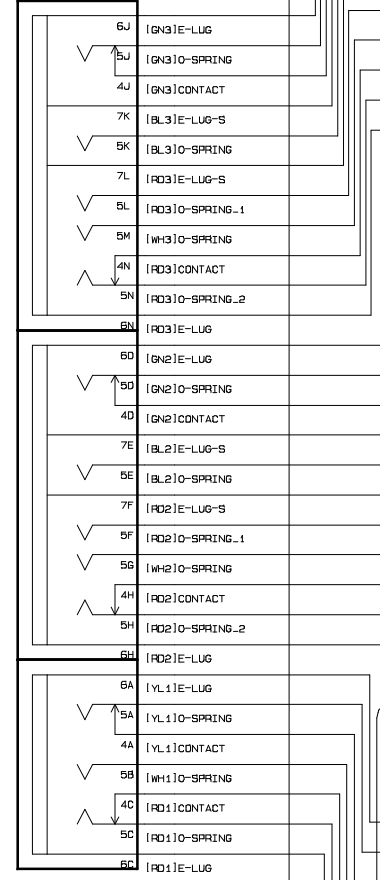 6J [GN3]E-LUG
5J [GN3]O-SPRING
4J [GN3]CONTACT
7K [BL3]E-LUG-S
5K [BL3]O-SPRING
7L [RD3]E-LUG-S
5L [RD3]O-SPRING_1
5M [WH3]O-SPRING
4N [RD3]CONTACT
5N [RD3]O-SPRING_2
6N [RD3]E-LUG
6D [GN2]E-LUG
5D [GN2]O-SPRING
4D [GN2]CONTACT
7E [BL2]E-LUG-S
5E [BL2]O-SPRING
7F [RD2]E-LUG-S
5F [RD2]O-SPRING_1
5G [WH2]O-SPRING
4H [RD2]CONTACT
5H [RD2]O-SPRING_2
6H [RD2]E-LUG
6A [YL1]E-LUG
5A [YL1]O-SPRING
4A [YL1]CONTACT
5B [WH1]O-SPRING
4C [RD1]CONTACT
5C [RD1]O-SPRING
6C [RD1]E-LUG